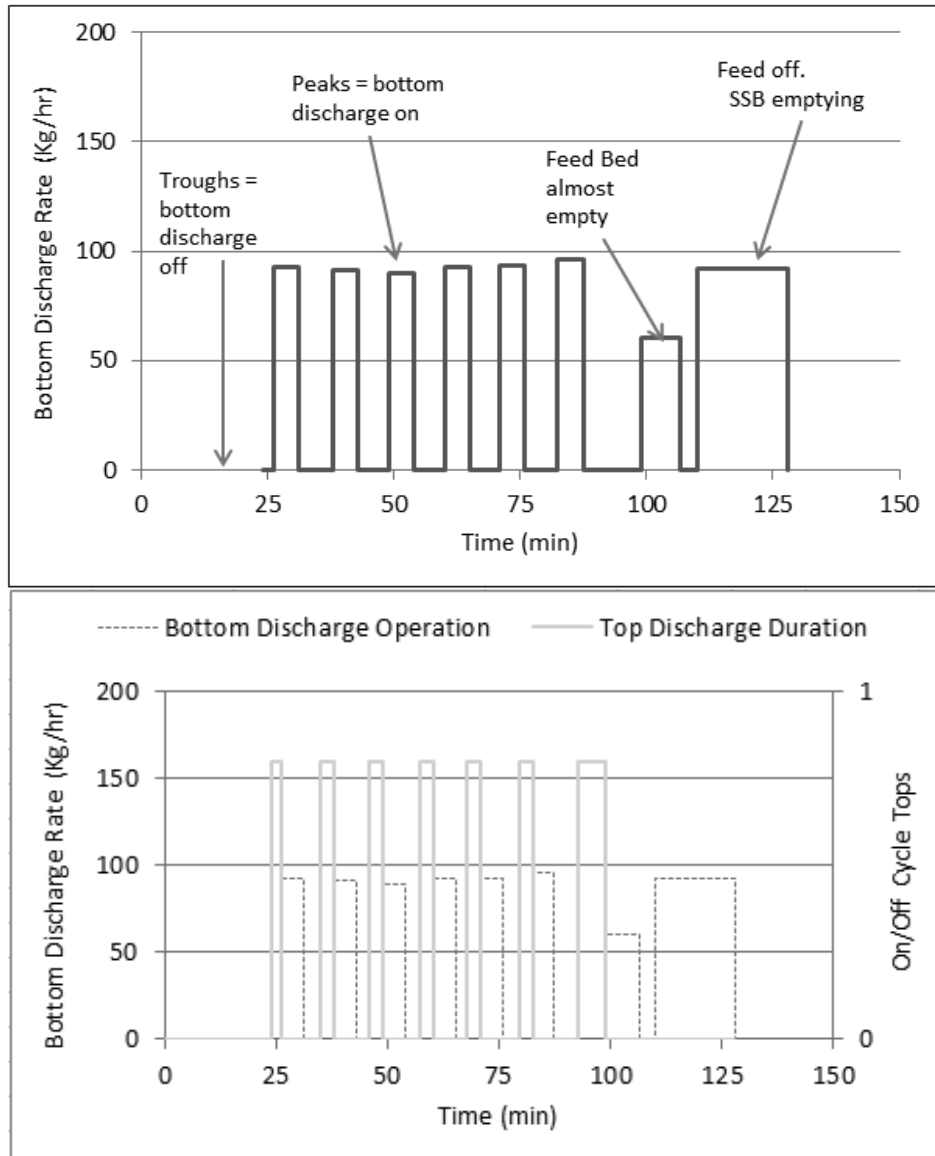 200
150
100
50
0
Bottom Discharge Rate (Kg/hr)
Troughs =
bottom
discharge
off
Peaks = bottom
discharge on
Feed Bed
almost
empty
Feed off.
SSB emptying
0 25 50 75 100 125 150
Time (min)
Bottom Discharge Operation Top Discharge Duration
200
150
100
50
0
Bottom Discharge Rate (Kg/hr)
1
0
On/Off Cycle Tops
0 25 50 75 100 125 150
Time (min)